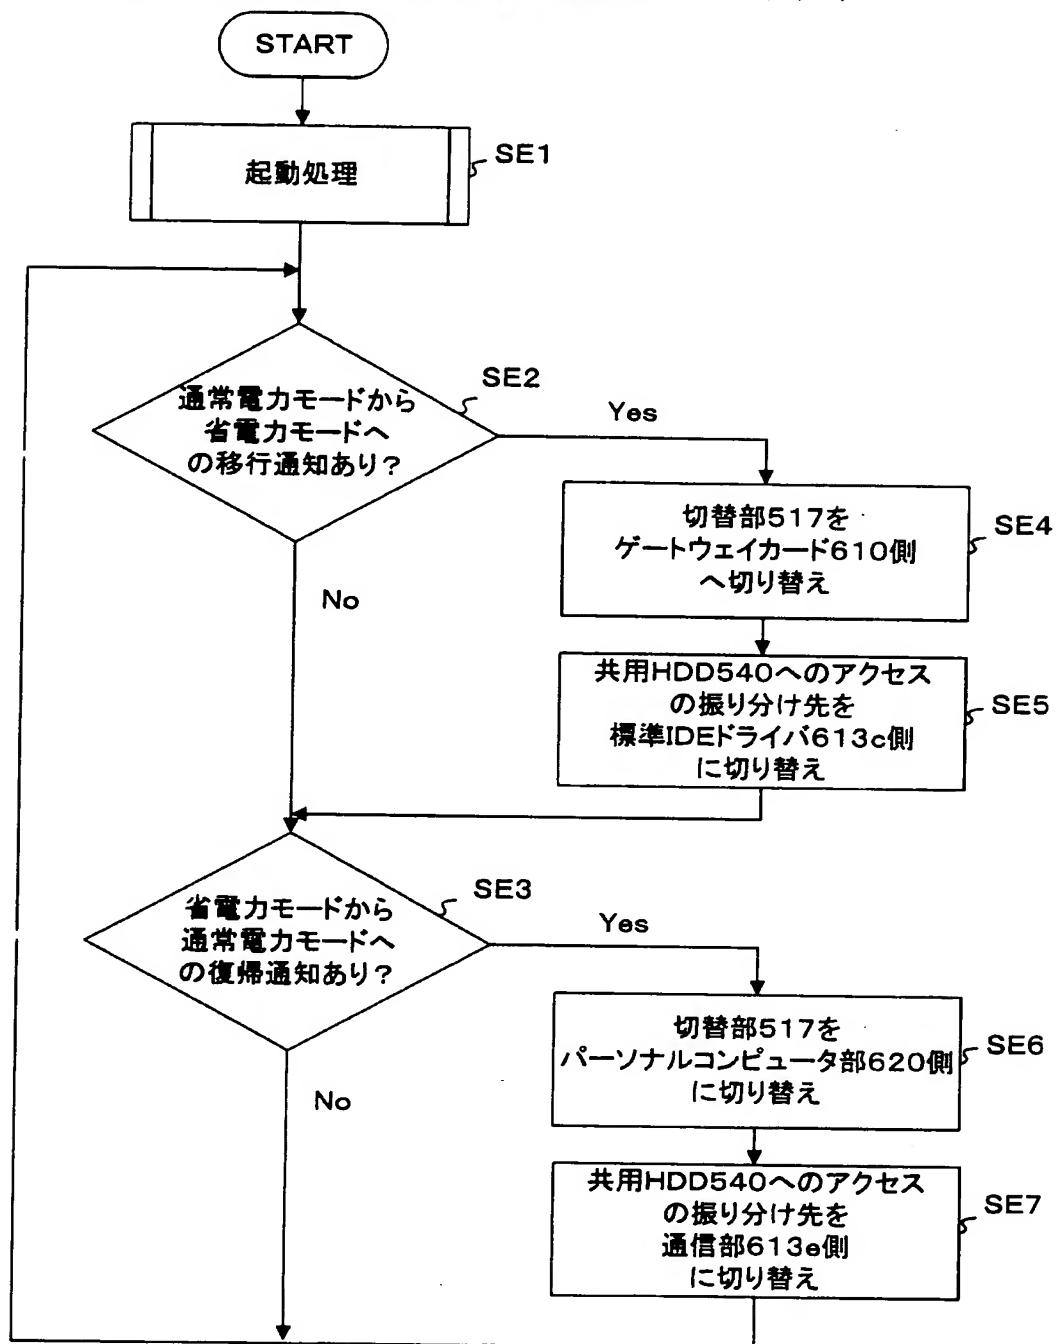 START
起動処理
SE1
通常電力モードから
省電力モードへ
の移行通知あり?
SE2
Yes
No
切替部517を
ゲートウェイカード610側
へ切り替え
SE4
共用HDD540へのアクセス
の振り分け先を
標準IDEドライバ613c側
に切り替え
SE5
省電力モードから
通常電力モードへ
の復帰通知あり?
SE3
Yes
No
切替部517を
パーソナルコンピュータ部620側
に切り替え
SE6
共用HDD540へのアクセス
の振り分け先を
通信部613e側
に切り替え
SE7